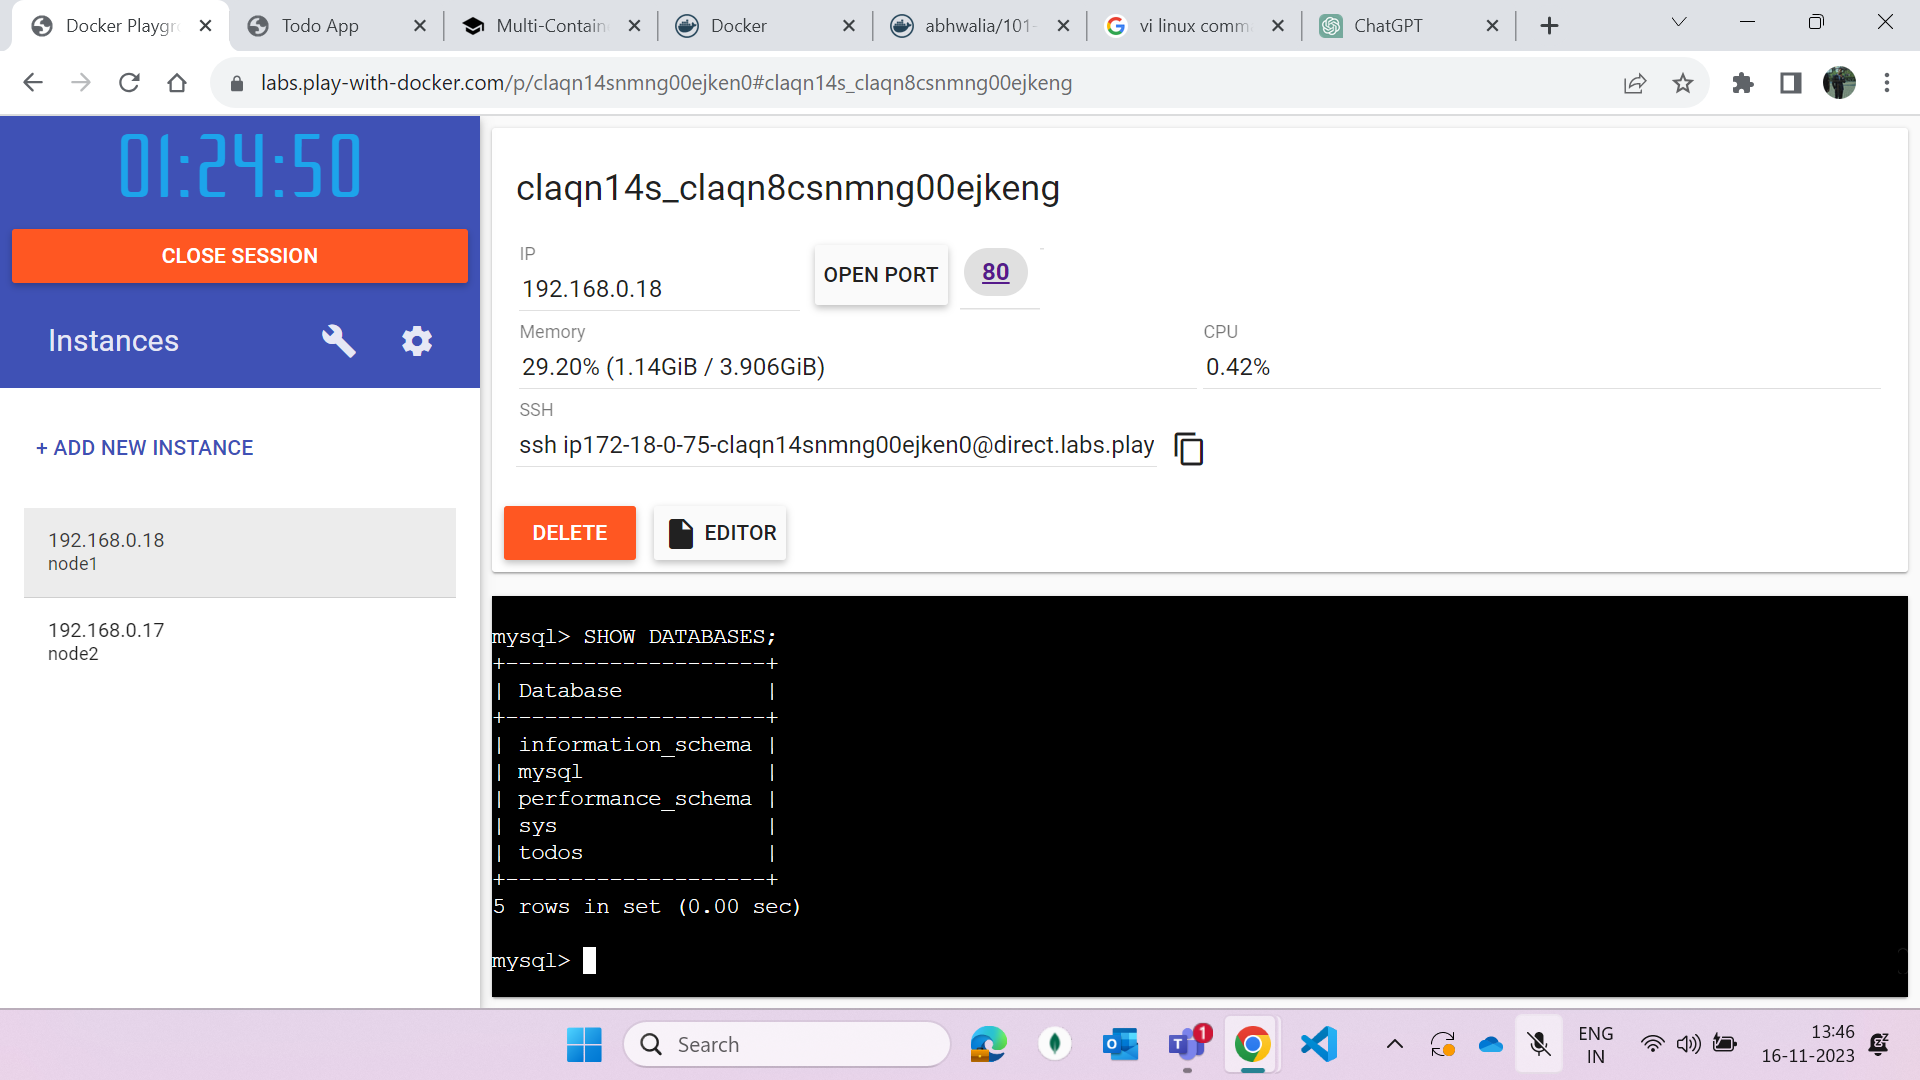 Docker Playgr
Todo App
Multi-Contain
Docker
abhwalia/101-
vi linux comm
ChatGPT
labs.play-with-docker.com/p/claqn14snmng00ejken0#claqn14s_claqn8csnmng00ejkeng
01:24:50
CLOSE SESSION
Instances
+ ADD NEW INSTANCE
192.168.0.18
node1
192.168.0.17
node2
claqn14s_claqn8csnmng00ejkeng
IP
192.168.0.18
OPEN PORT
80
Memory
29.20% (1.14GiB / 3.906GiB)
CPU
0.42%
SSH
ssh ip172-18-0-75-claqn14snmng00ejken0@direct.labs.play
DELETE
EDITOR
mysql> SHOW DATABASES;
+--------------------+
| Database           |
+--------------------+
| information_schema |
| mysql              |
| performance_schema |
| sys                |
| todos              |
+--------------------+
5 rows in set (0.00 sec)
mysql>
Search
1
ENG
IN
13:46
16-11-2023